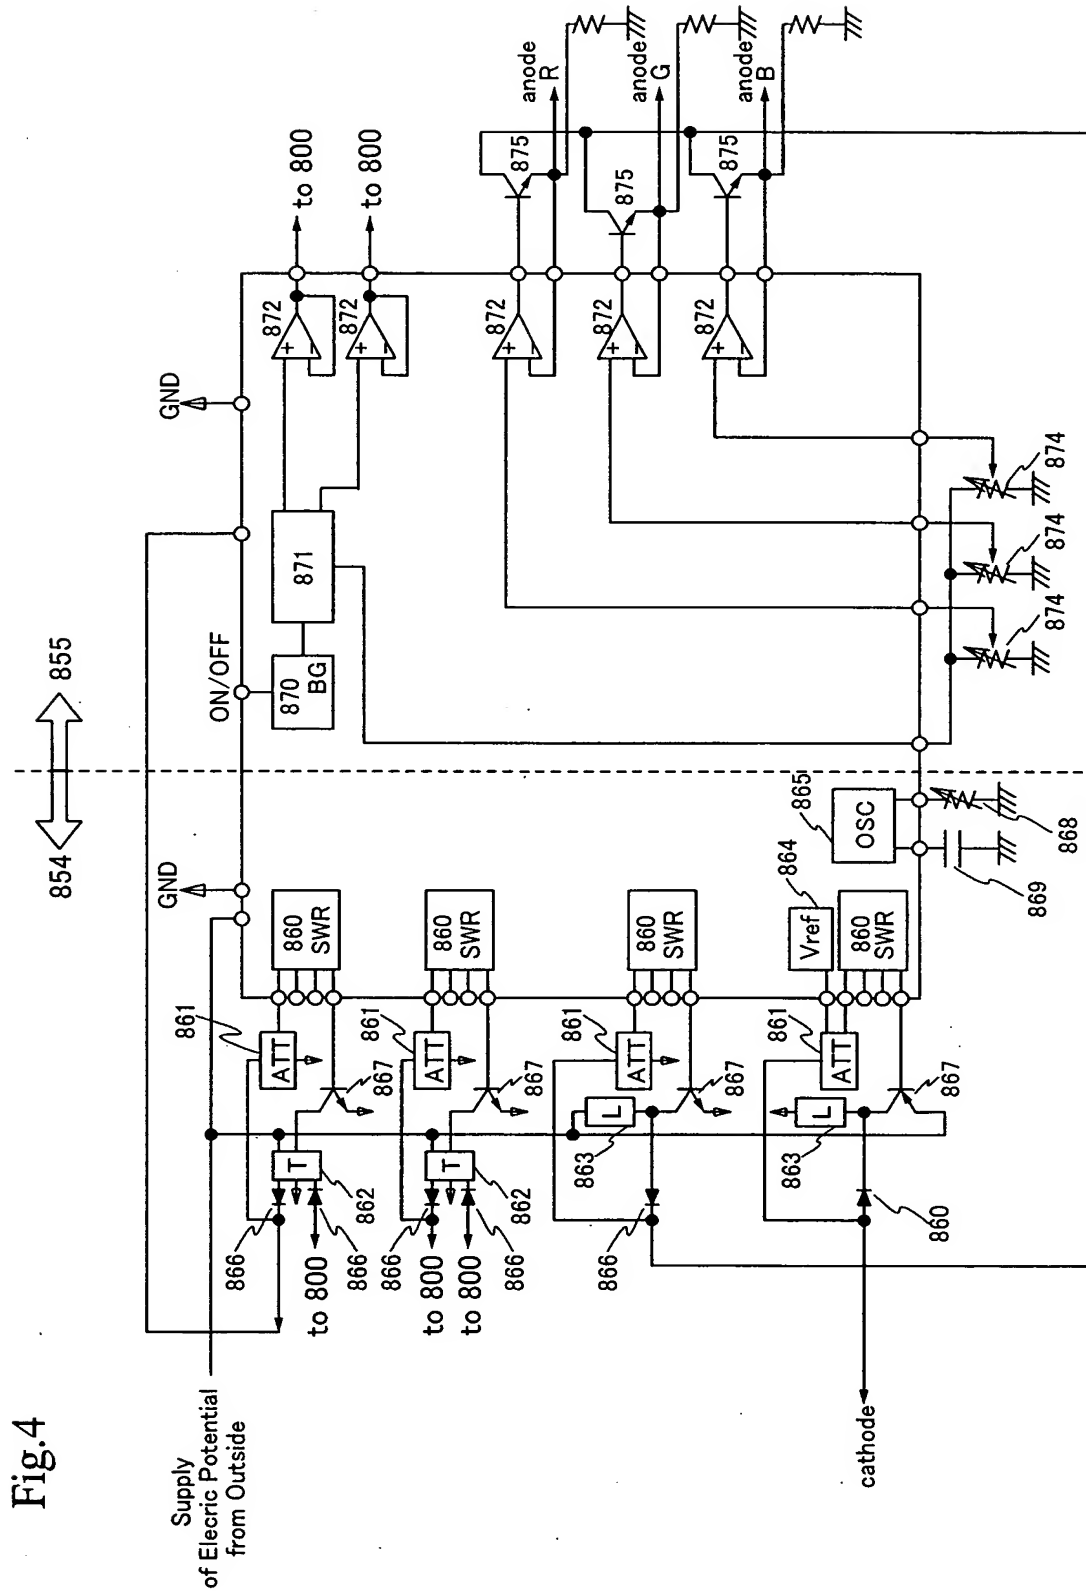 Fig.4
854
855
Supply
of Elecric Potential
from Outside
GND
ON/OFF
GND
to 800
to 800
861
ATT
860
SWR
867
T
862
866
866
to 800
861
ATT
860
SWR
867
T
862
866
866
to 800
to 800
861
ATT
860
SWR
867
L
863
866
861
ATT
864
Vref
860
SWR
867
L
863
860
cathode
865
OSC
868
869
870
BG
871
872
+
-
872
+
-
872
+
-
872
+
-
872
+
-
875
875
875
anode
R
anode
G
anode
B
874
874
874